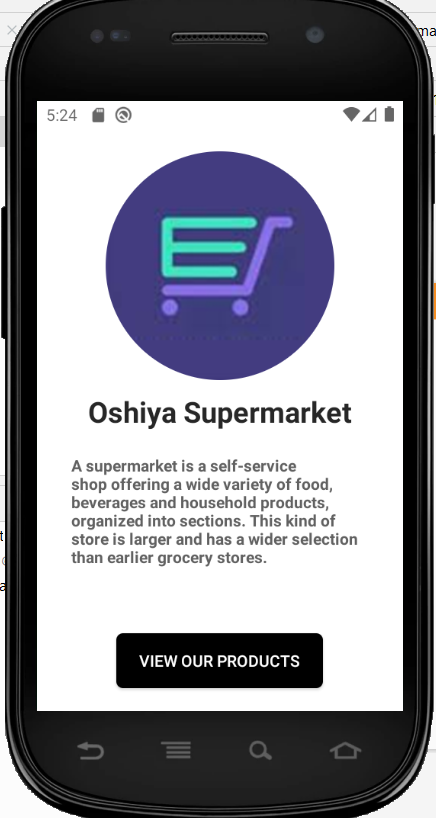 5:24
Oshiya Supermarket
A supermarket is a self-service
shop offering a wide variety of food,
beverages and household products,
organized into sections. This kind of
store is larger and has a wider selection
than earlier grocery stores.
VIEW OUR PRODUCTS